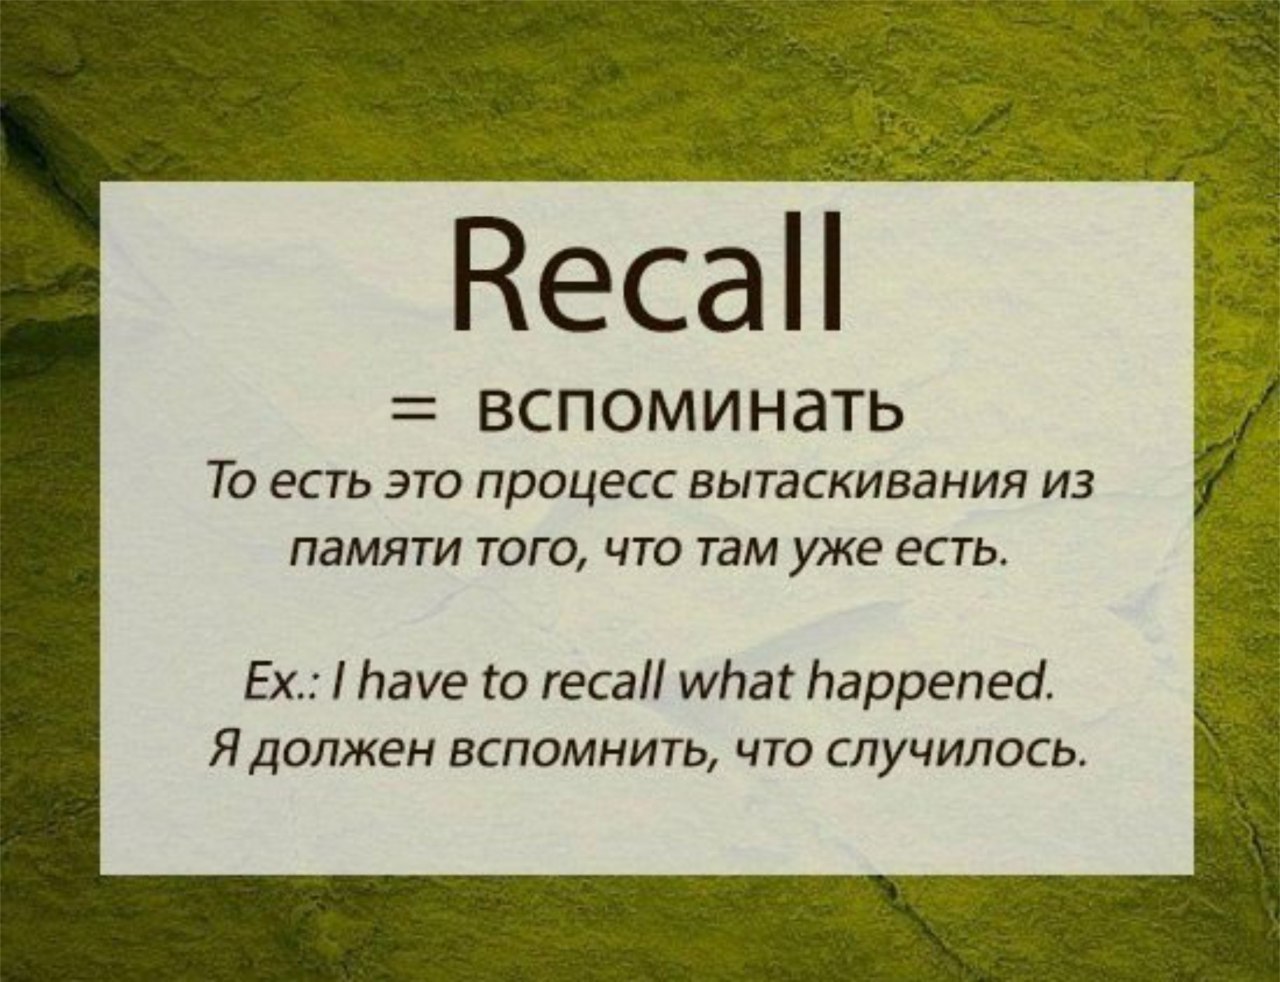 Recall
= вспоминать
То есть это процесс вытаскивания из
памяти того, что там уже есть.
Ex.: I have to recall what happened.
Я должен вспомнить, что случилось.